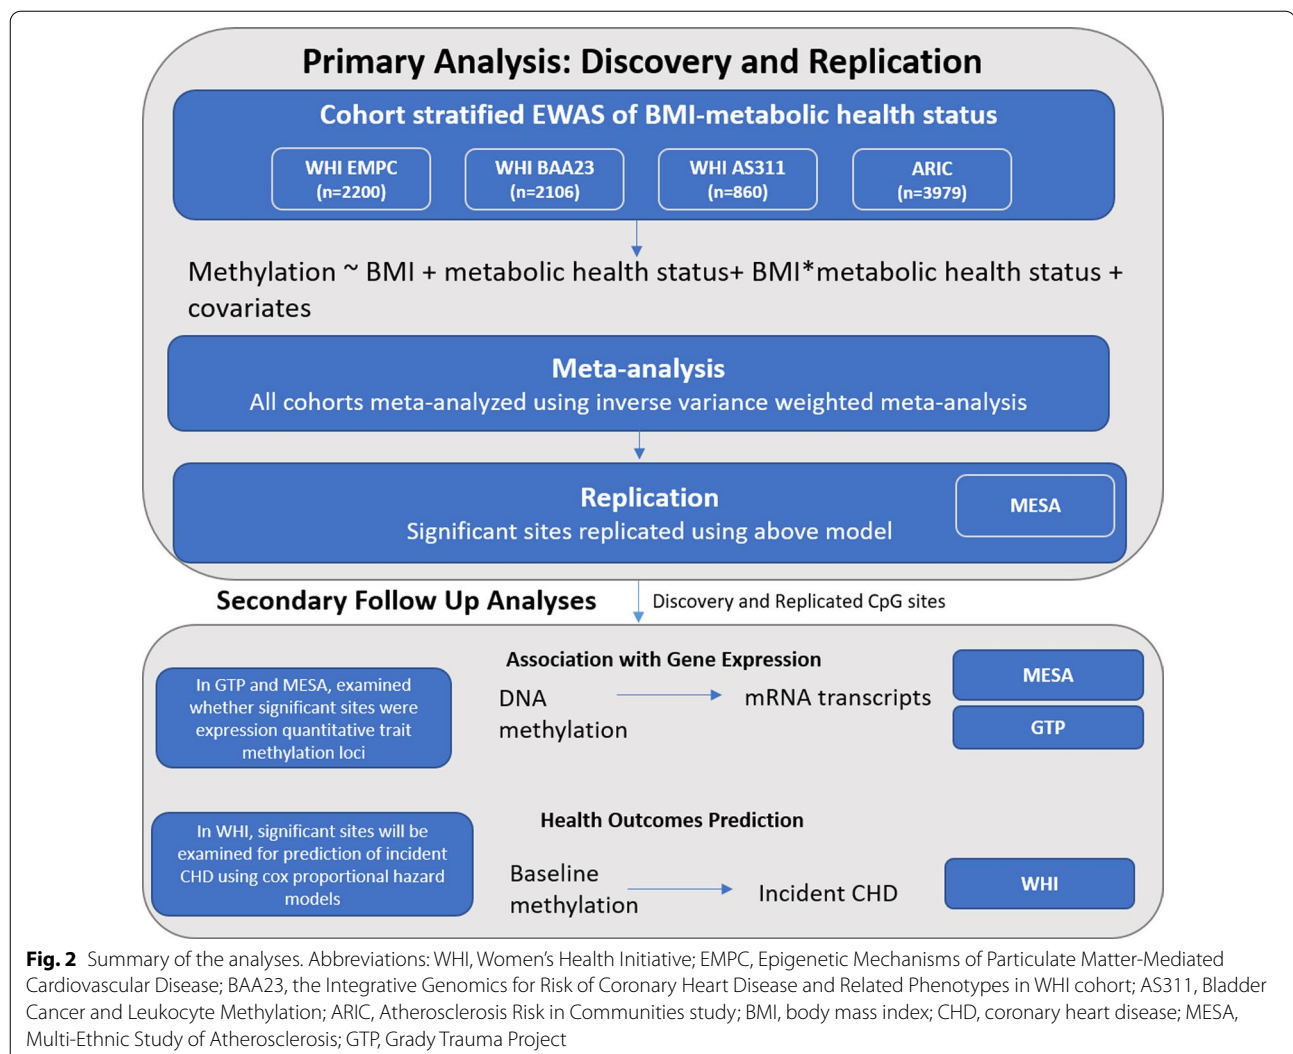 Primary Analysis: Discovery and Replication
Cohort stratified EWAS of BMI-metabolic health status
WHI EMPC
(n=2200)
WHI BAA23
(n=2106)
WHI AS311
(n=860)
ARIC
(n=3979)
Methylation ~ BMI + metabolic health status+ BMI*metabolic health status +
covariates
Meta-analysis
All cohorts meta-analyzed using inverse variance weighted meta-analysis
Replication
Significant sites replicated using above model
MESA
Secondary Follow Up Analyses
Discovery and Replicated CpG sites
In GTP and MESA, examined
whether significant sites were
expression quantitative trait
methylation loci
Association with Gene Expression
DNA
methylation
mRNA transcripts
MESA
GTP
In WHI, significant sites will be
examined for prediction of incident
CHD using cox proportional hazard
models
Health Outcomes Prediction
Baseline
methylation
Incident CHD
WHI
Fig. 2 Summary of the analyses. Abbreviations: WHI, Women's Health Initiative; EMPC, Epigenetic Mechanisms of Particulate Matter-Mediated
Cardiovascular Disease; BAA23, the Integrative Genomics for Risk of Coronary Heart Disease and Related Phenotypes in WHI cohort; AS311, Bladder
Cancer and Leukocyte Methylation; ARIC, Atherosclerosis Risk in Communities study; BMI, body mass index; CHD, coronary heart disease; MESA,
Multi-Ethnic Study of Atherosclerosis; GTP, Grady Trauma Project